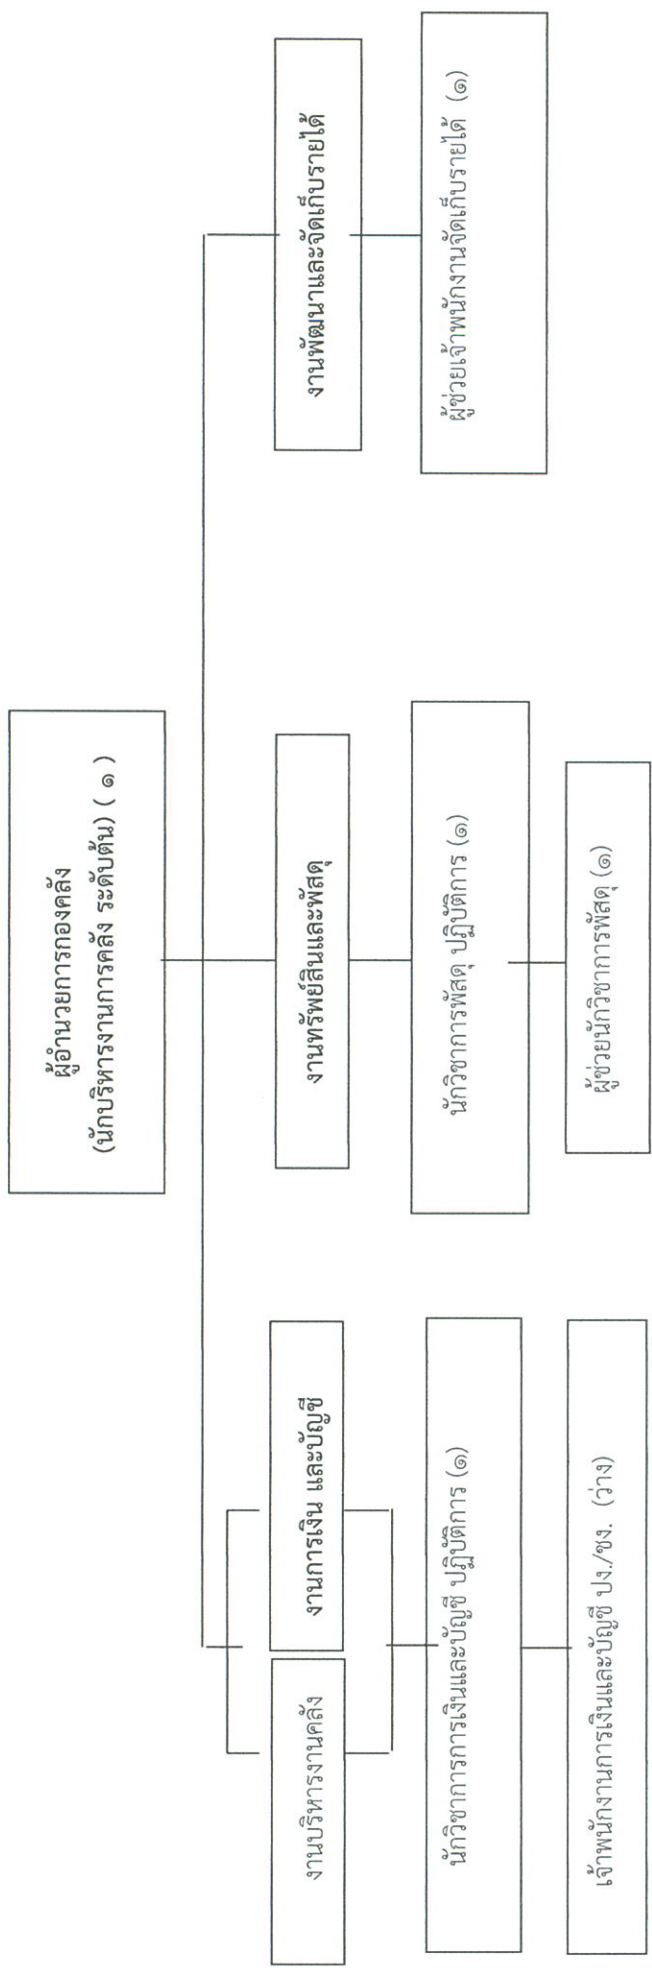 ผู้อำนวยการกองคลัง
(นักบริหารงานการคลัง ระดับต้น) ( ๑ )
งานบริหารงานคลัง
งานการเงิน และบัญชี
งานทรัพย์สินและพัสดุ
งานพัฒนาและจัดเก็บรายได้
นักวิชาการการเงินและบัญชี ปฏิบัติการ (๑)
นักวิชาการพัสดุ ปฏิบัติการ (๑)
ผู้ช่วยเจ้าพนักงานจัดเก็บรายได้ (๑)
เจ้าพนักงานการเงินและบัญชี ปง./ชง. (ว่าง)
ผู้ช่วยนักวิชาการพัสดุ (๑)